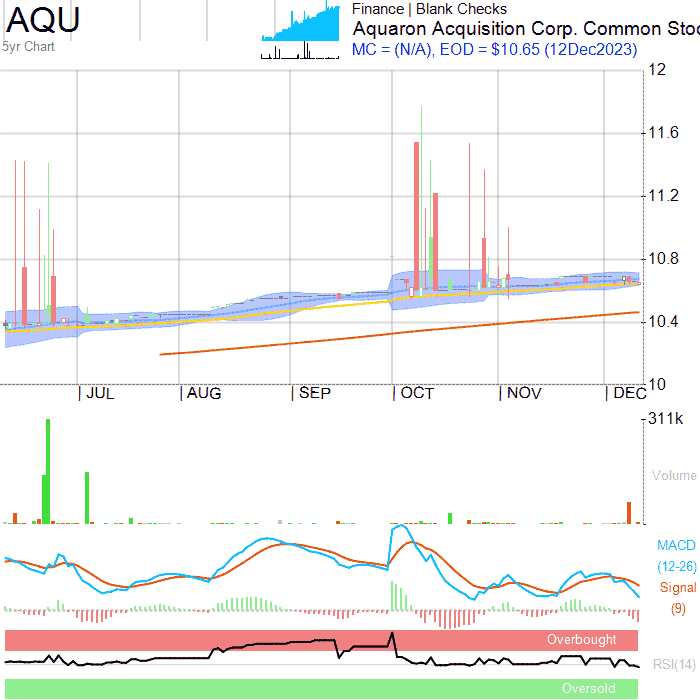 AQU
5yr Chart
Finance | Blank Checks
Aquaron Acquisition Corp. Common Stoc
MC = (N/A), EOD = $10.65 (12Dec2023)
12
11.6
11.2
10.8
10.4
10
JUL AUG SEP OCT NOV DEC
311k
Volume
MACD
(12-26)
Signal
(9)
Overbought
RSI(14)
Oversold